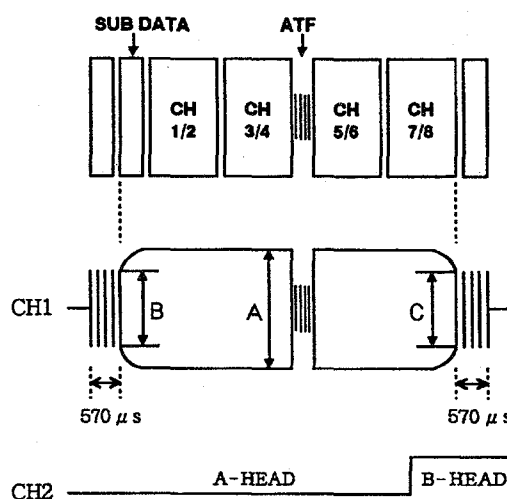 SUB DATA ATF
CH 1/2
CH 3/4
CH 5/6
CH 7/8
CH1 B A C
570 μs 570 μs
CH2 A-HEAD B-HEAD